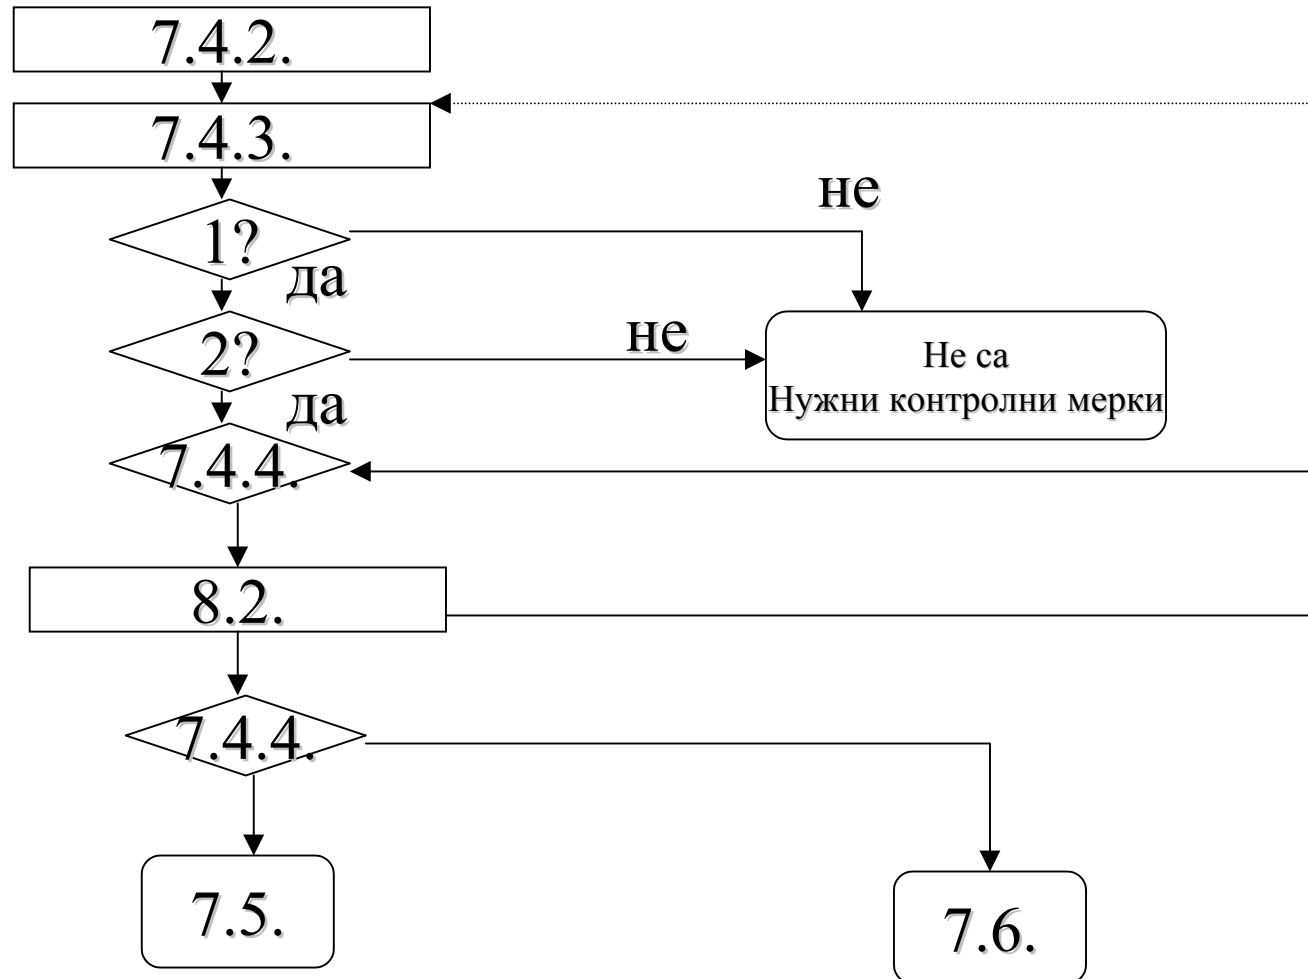 7.4.2.
7.4.3.
не
1?
да
не
2?
Не са
Нужни контролни мерки
да
7.4.4.
8.2.
7.4.4.
7.5.
7.6.